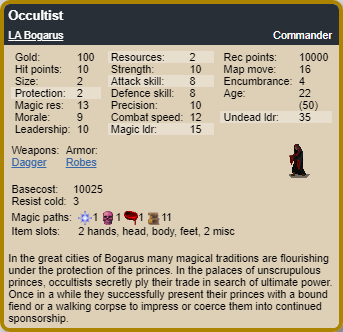 Occultist
LA Bogarus Commander
Gold: 100 Resources: 2 Rec points: 10000
Hit points: 10 Strength: 10 Map move: 16
Size: 2 Attack skill: 8 Encumbrance: 4
Protection: 2 Defence skill: 8 Age: 22
Magic res: 13 Precision: 10 (50)
Morale: 9 Combat speed: 12 Undead ldr: 35
Leadership: 10 Magic ldr: 15
Weapons: Armor:
Dagger Robes
Basecost: 10025
Resist cold: 3
Magic paths: 1 1 1 11
Item slots: 2 hands, head, body, feet, 2 misc
In the great cities of Bogarus many magical traditions are flourishing
under the protection of the princes. In the palaces of unscrupulous
princes, occultists secretly ply their trade in search of ultimate power.
Once in a while they successfully present their princes with a bound
fiend or a walking corpse to impress or coerce them into continued
sponsorship.